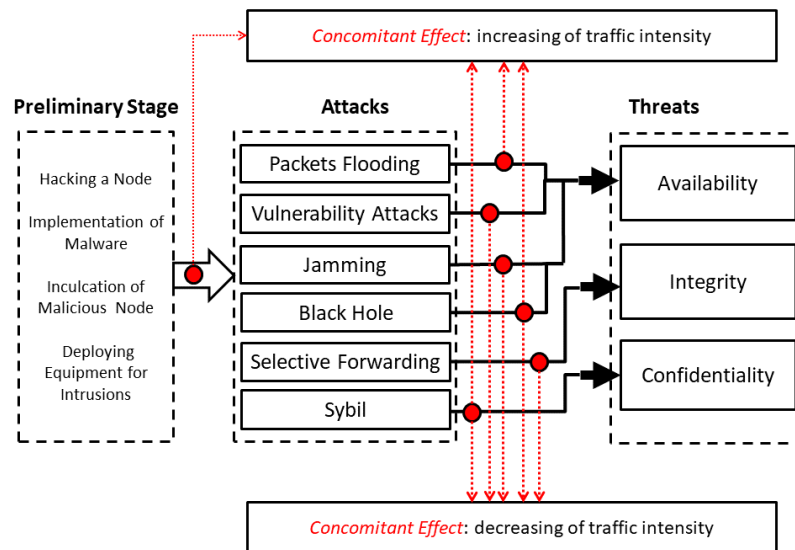 Concomitant Effect: increasing of traffic intensity
Preliminary Stage
Attacks
Threats
Hacking a Node
Implementation of
Malware
Inculcation of
Malicious Node
Deploying
Equipment for
Intrusions
Packets Flooding
Vulnerability Attacks
Jamming
Black Hole
Selective Forwarding
Sybil
Availability
Integrity
Confidentiality
Concomitant Effect: decreasing of traffic intensity